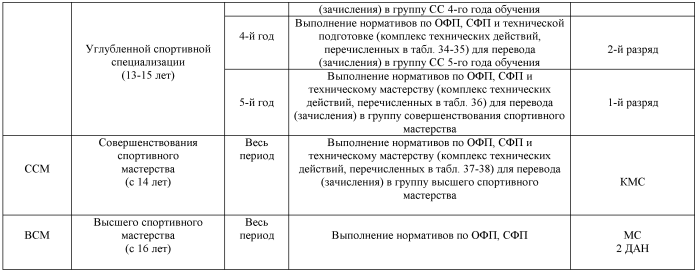 (зачисления) в группу СС 4-го года обучения
Углубленной спортивной
специализации
(13-15 лет)
4-й год
Выполнение нормативов по ОФП, СФП и технической
подготовке (комплекс технических действий,
перечисленных в табл. 34-35) для перевода
(зачисления) в группу СС 5-го года обучения
2-й разряд
5-й год
Выполнение нормативов по ОФП, СФП и
техническому мастерству (комплекс технических
действий, перечисленных в табл. 36) для перевода
(зачисления) в группу совершенствования спортивного
мастерства
1-й разряд
ССМ
Совершенствования
спортивного
мастерства
(с 14 лет)
Весь
период
Выполнение нормативов по ОФП, СФП и
техническому мастерству (комплекс технических
действий, перечисленных в табл. 37-38) для перевода
(зачисления) в группу высшего спортивного
мастерства
КМС
ВСМ
Высшего спортивного
мастерства
(с 16 лет)
Весь
период
Выполнение нормативов по ОФП, СФП
МС
2 ДАН